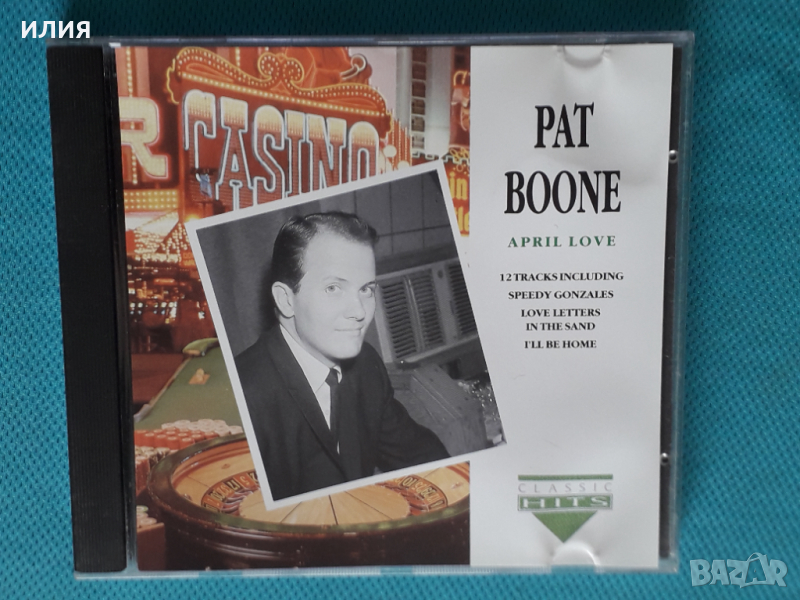 илия
CASINO
R
PAT
BOONE
APRIL LOVE
12 TRACKS INCLUDING
SPEEDY GONZALES
LOVE LETTERS
IN THE SAND
I'LL BE HOME
CLASSIC
HITS
BAZAR